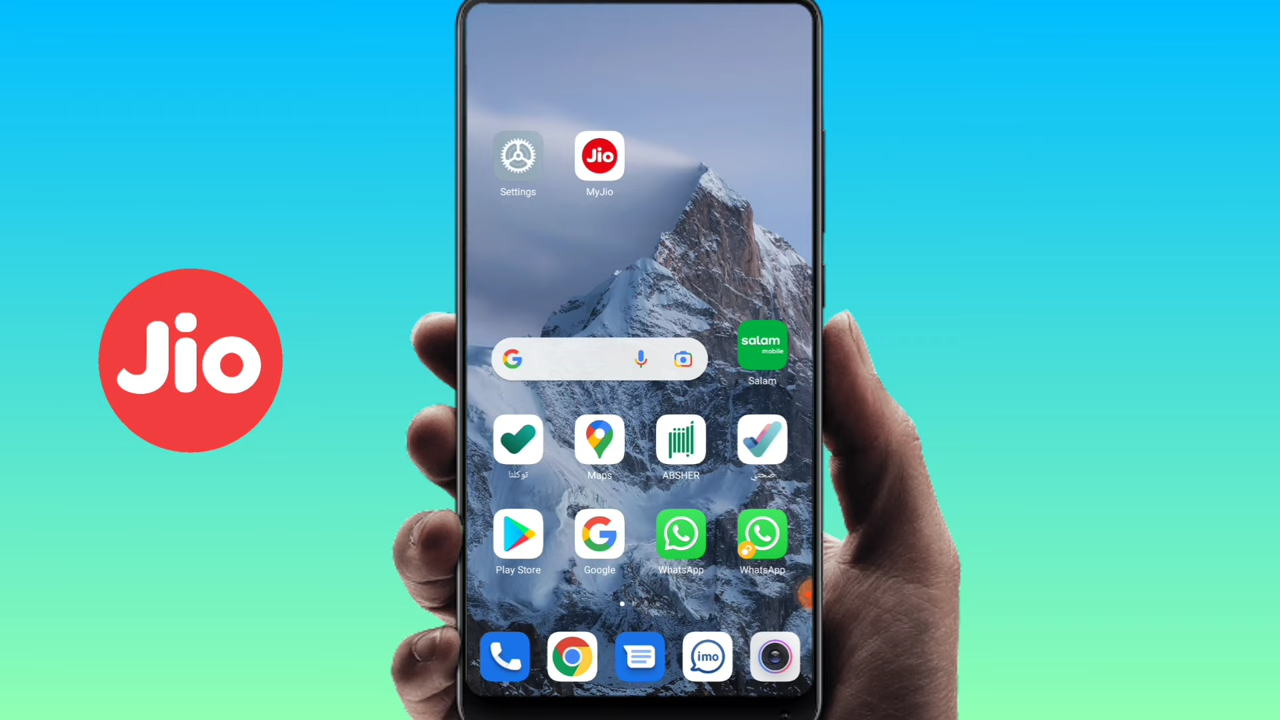 Settings MyJio
Jio
Jio
salam
mobile
Salam
توكلنا Maps ABSHER صحتي
Play Store Google WhatsApp WhatsApp
imo